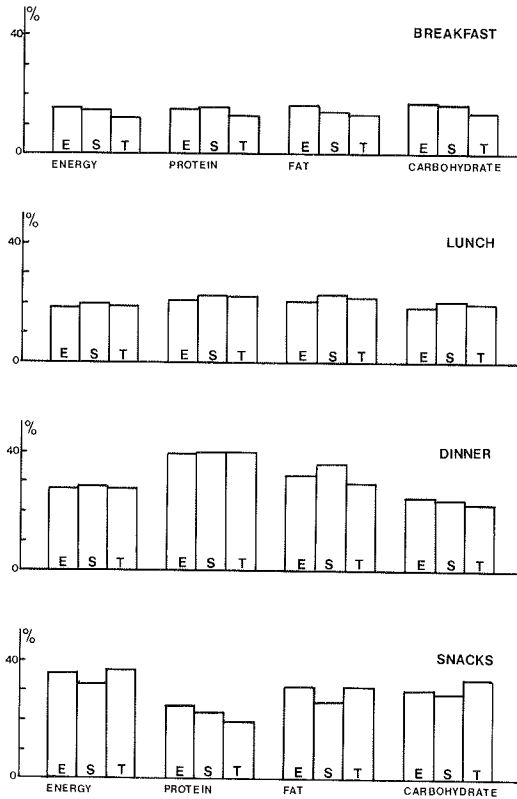 %
BREAKFAST
40
0
E S T E S T E S T E S T
ENERGY PROTEIN FAT CARBOHYDRATE
%
LUNCH
40
0
E S T E S T E S T E S T
%
DINNER
40
0
E S T E S T E S T E S T
%
SNACKS
40
0
E S T E S T E S T E S T
ENERGY PROTEIN FAT CARBOHYDRATE